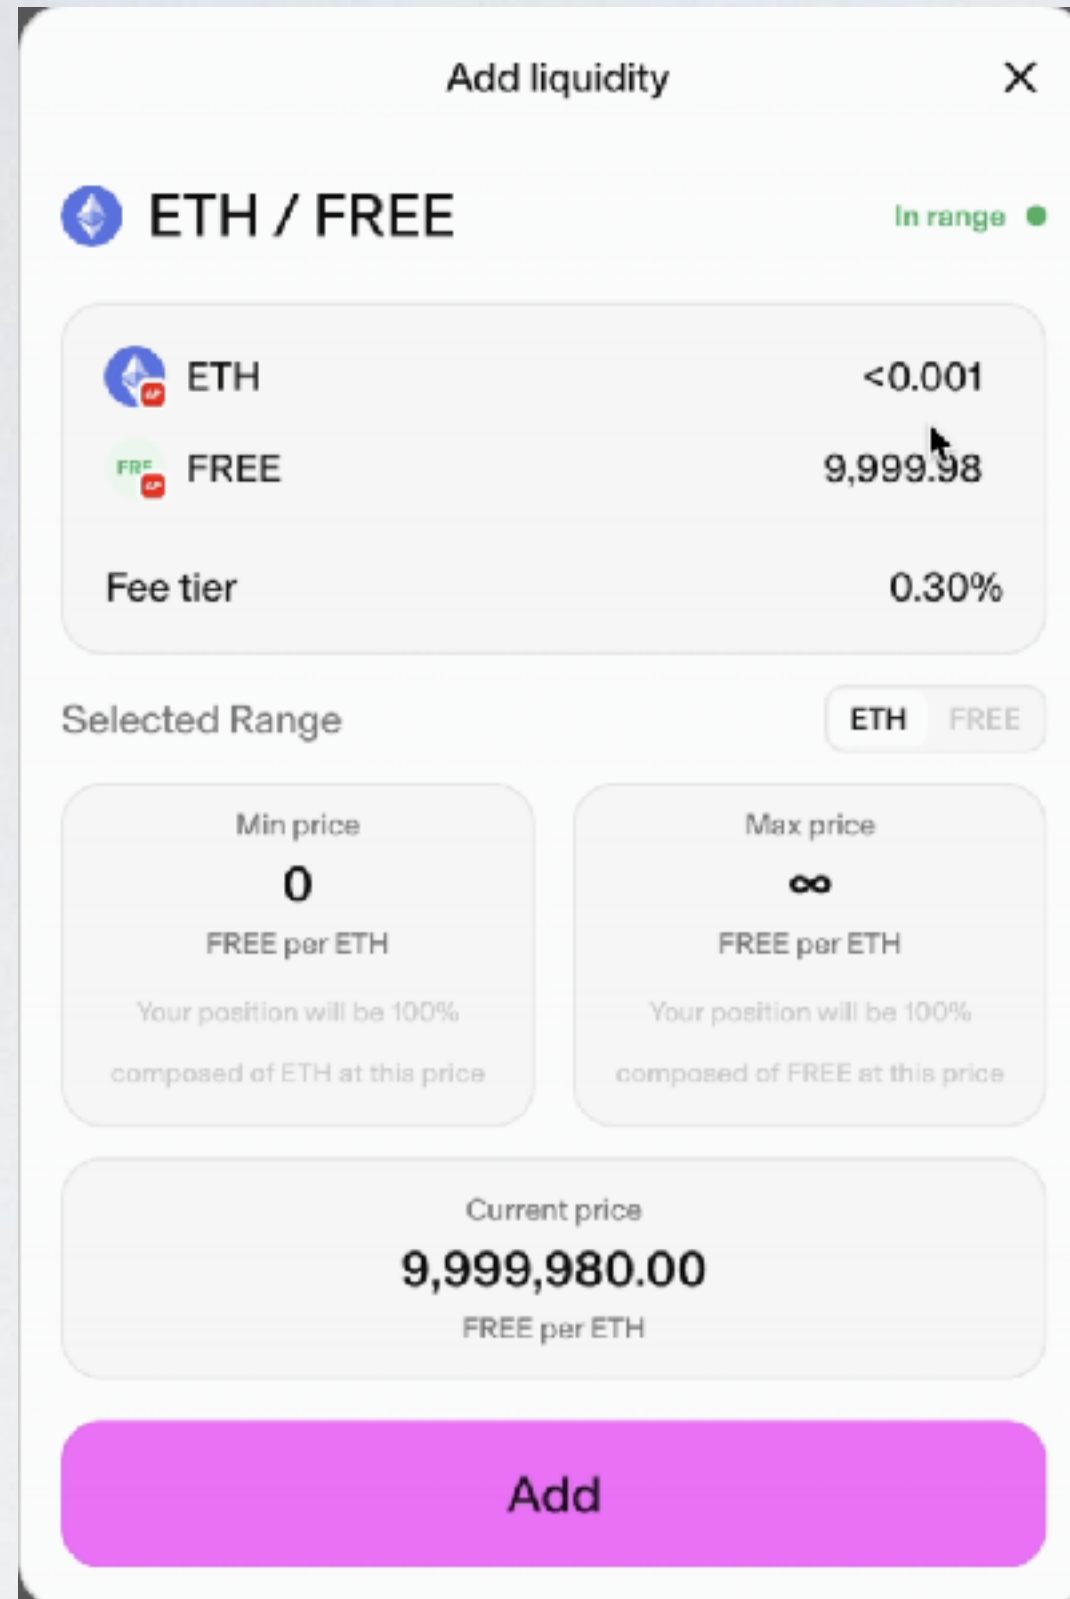 Add liquidity
ETH / FREE
In range
ETH
<0.001
FRE
FREE
9,999.98
Fee tier
0.30%
Selected Range
ETH FREE
Min price
0
FREE per ETH
Your position will be 100%
composed of ETH at this price
Max price
∞
FREE per ETH
Your position will be 100%
composed of FREE at this price
Current price
9,999,980.00
FREE per ETH
Add